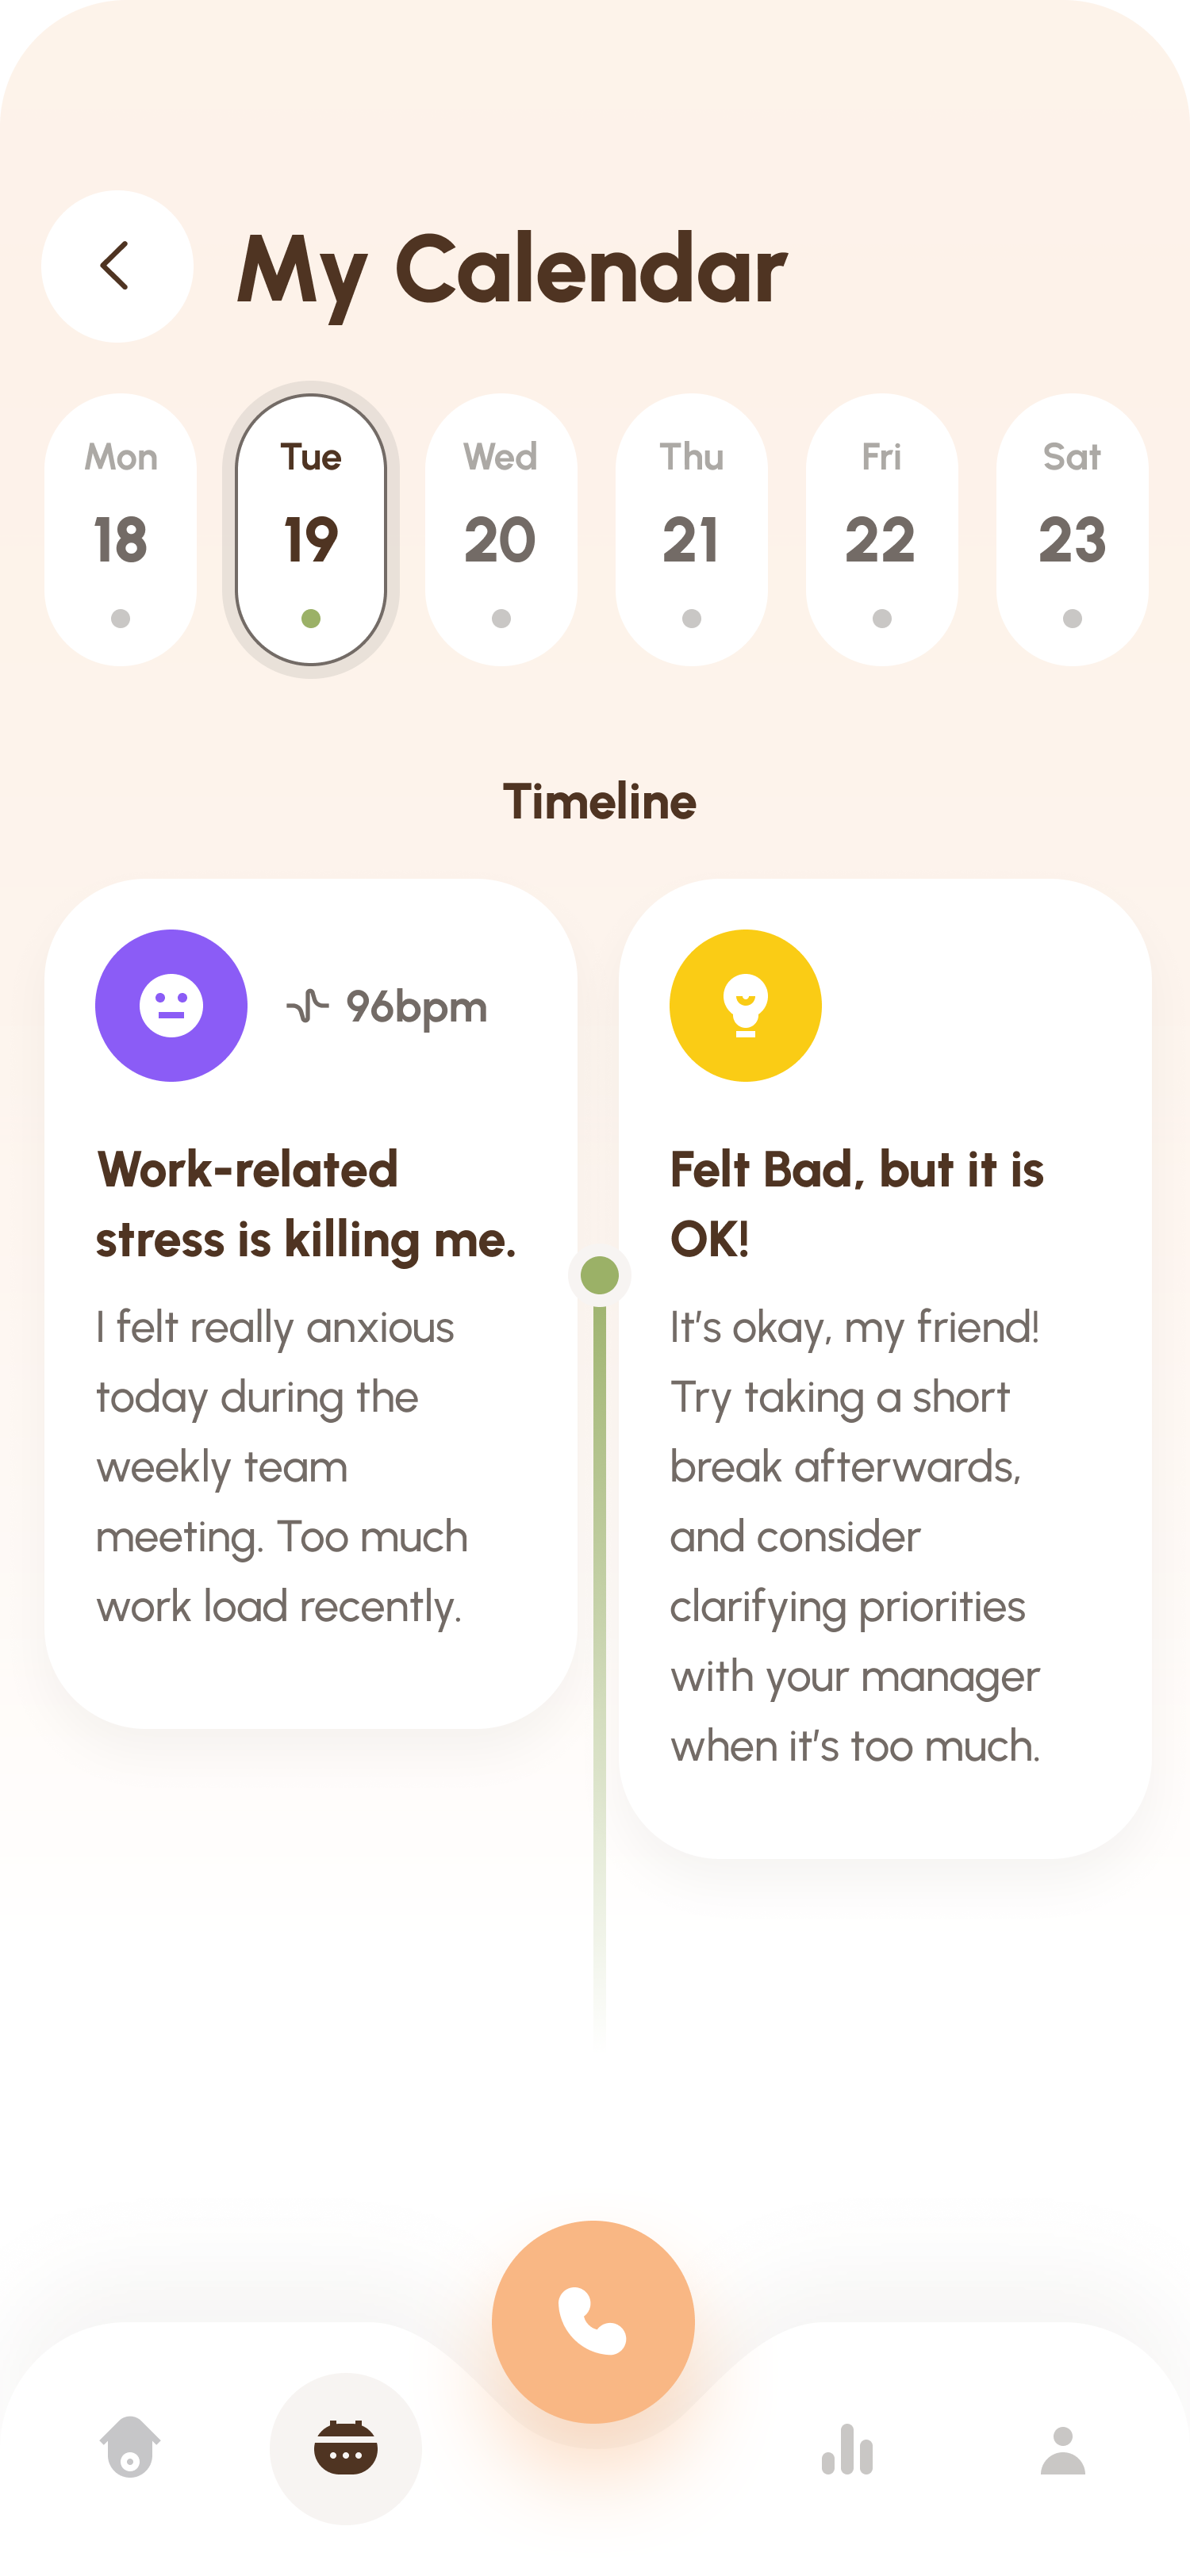 My Calendar
Mon
18
Tue
19
Wed
20
Thu
21
Fri
22
Sat
23
Timeline
96bpm
Work-related
stress is killing me.
I felt really anxious
today during the
weekly team
meeting. Too much
work load recently.
Felt Bad, but it is
OK!
It's okay, my friend!
Try taking a short
break afterwards,
and consider
clarifying priorities
with your manager
when it's too much.